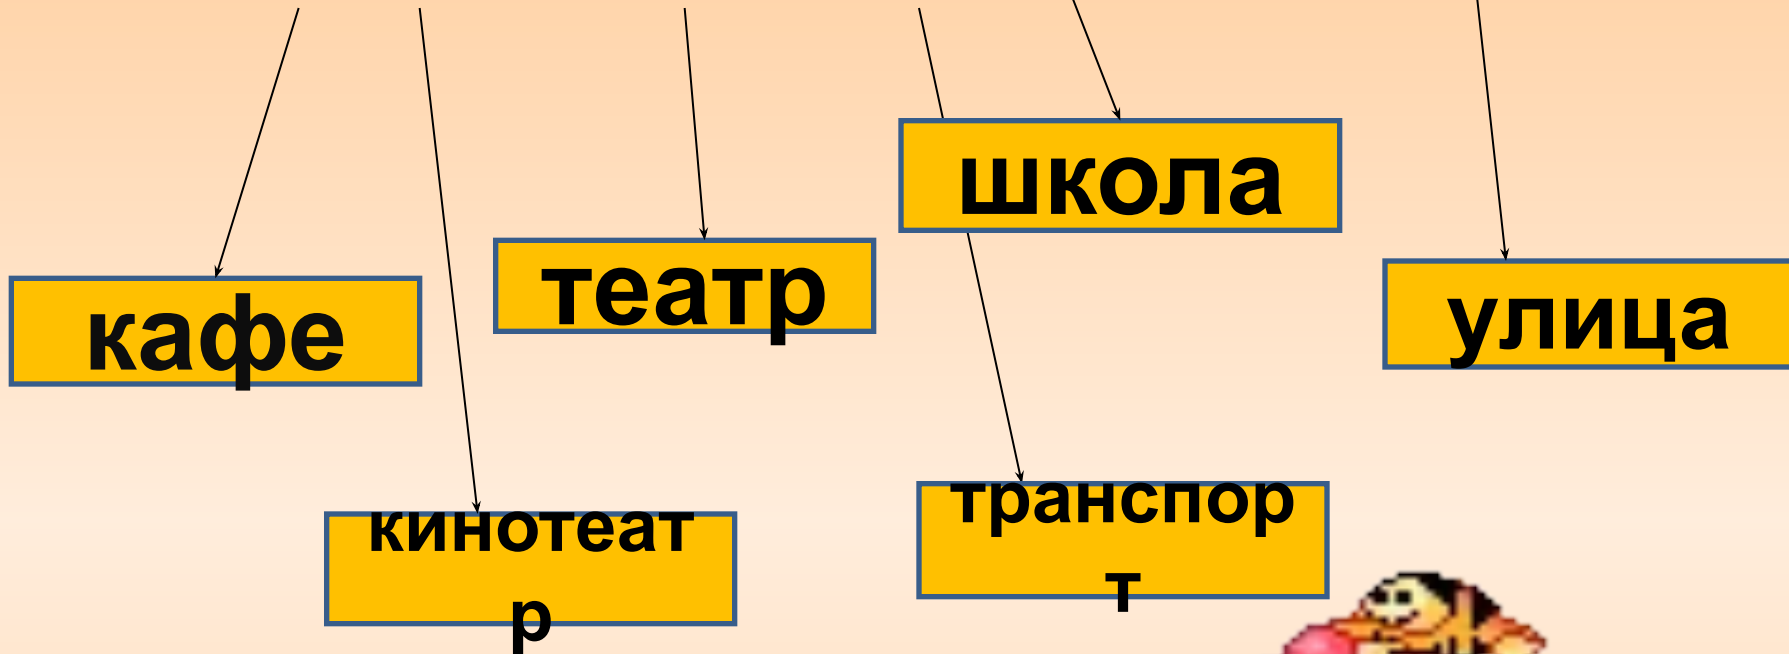 школа
театр
улица
кафе
транспор
т
кинотеат
р